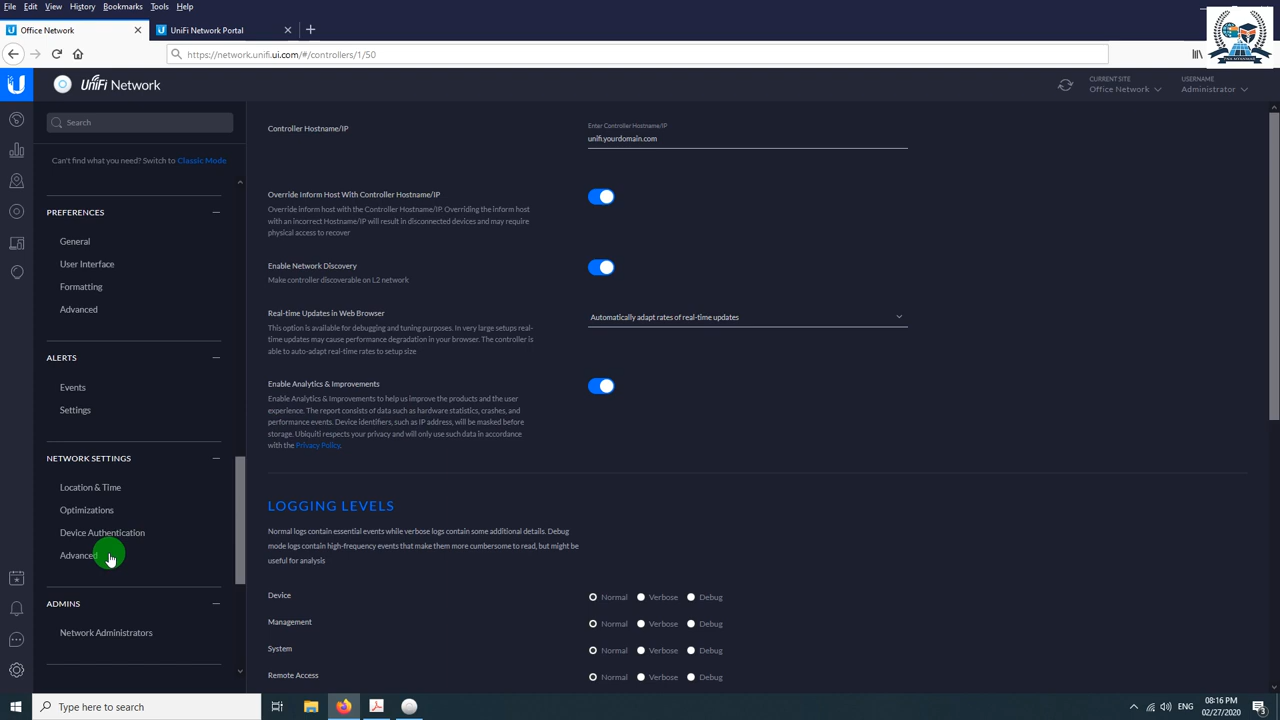 File Edit View History Bookmarks Tools Help
Office Network
UniFi Network Portal
https://network.unifi.ui.com/#/controllers/1/50
UniFi Network
CURRENT SITE
Office Network
USERNAME
Administrator
Search
Can't find what you need? Switch to Classic Mode
PREFERENCES
General
User Interface
Formatting
Advanced
ALERTS
Events
Settings
NETWORK SETTINGS
Location & Time
Optimizations
Device Authentication
Advanced
ADMINS
Network Administrators
Controller Hostname/IP
Enter Controller Hostname/IP
unifi.yourdomain.com
Override Inform Host With Controller Hostname/IP
Override inform host with the Controller Hostname/IP. Overriding the inform host
with an incorrect Hostname/IP will result in disconnected devices and may require
physical access to recover
Enable Network Discovery
Make controller discoverable on L2 network
Real-time Updates in Web Browser
Automatically adapt rates of real-time updates
This option is available for debugging and tuning purposes. In very large setups real-
time updates may cause performance degradation in your browser. The controller is
able to auto-adapt real-time rates to setup size
Enable Analytics & Improvements
Enable Analytics & Improvements to help us improve the products and the user
experience. The report consists of data such as hardware statistics, crashes, and
performance events. Device identifiers, such as IP address, will be masked before
storage. Ubiquiti respects your privacy and will only use such data in accordance
with the Privacy Policy.
LOGGING LEVELS
Normal logs contain essential events while verbose logs contain some additional details. Debug
mode logs contain high-frequency events that make them more cumbersome to read, but might be
useful for analysis
Device Normal Verbose Debug
Management Normal Verbose Debug
System Normal Verbose Debug
Remote Access Normal Verbose Debug
Type here to search
ENG
08:16 PM
02/27/2020
3